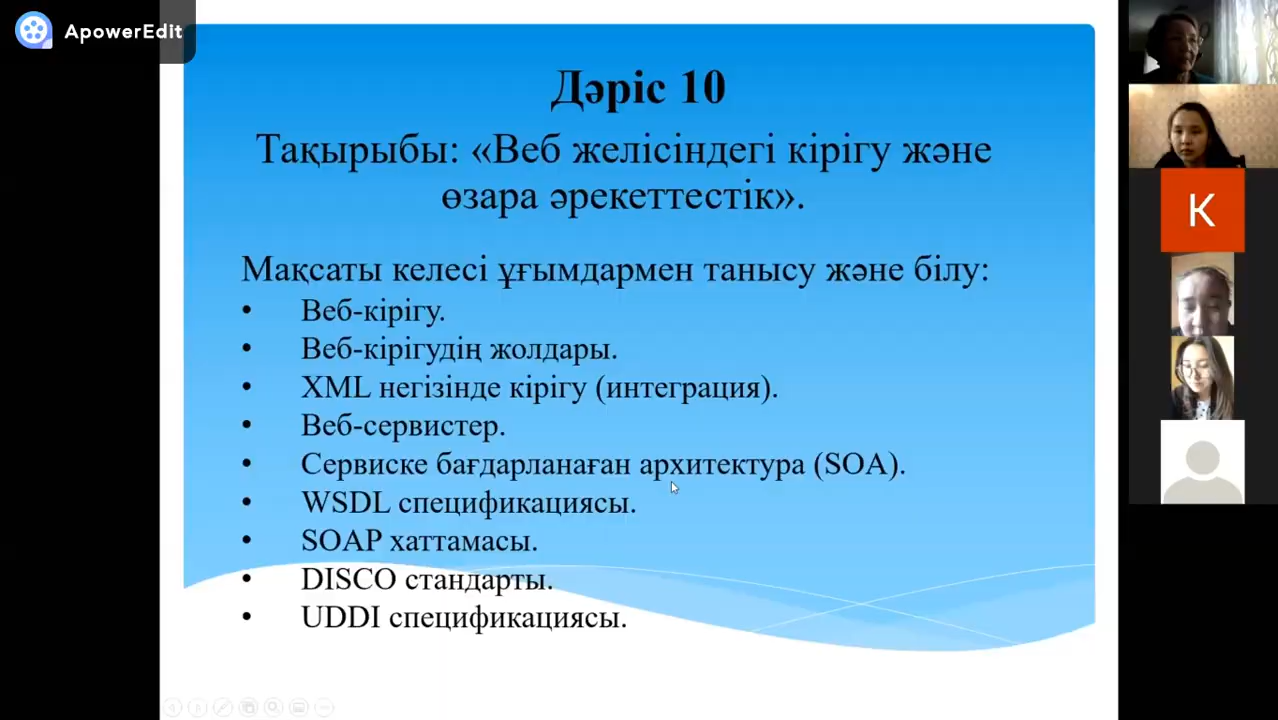 ApowerEdit
Дәріс 10
Тақырыбы: «Веб желісіндегі кірігу және
өзара әрекеттестік».
Мақсаты келесі ұғымдармен танысу және білу:
• Веб-кірігу.
• Веб-кірігудің жолдары.
• XML негізінде кірігу (интеграция).
• Веб-сервистер.
• Сервиске бағдарланаған архитектура (SOA).
• WSDL спецификациясы.
• SOAP хаттамасы.
• DISCO стандарты.
• UDDI спецификациясы.
K